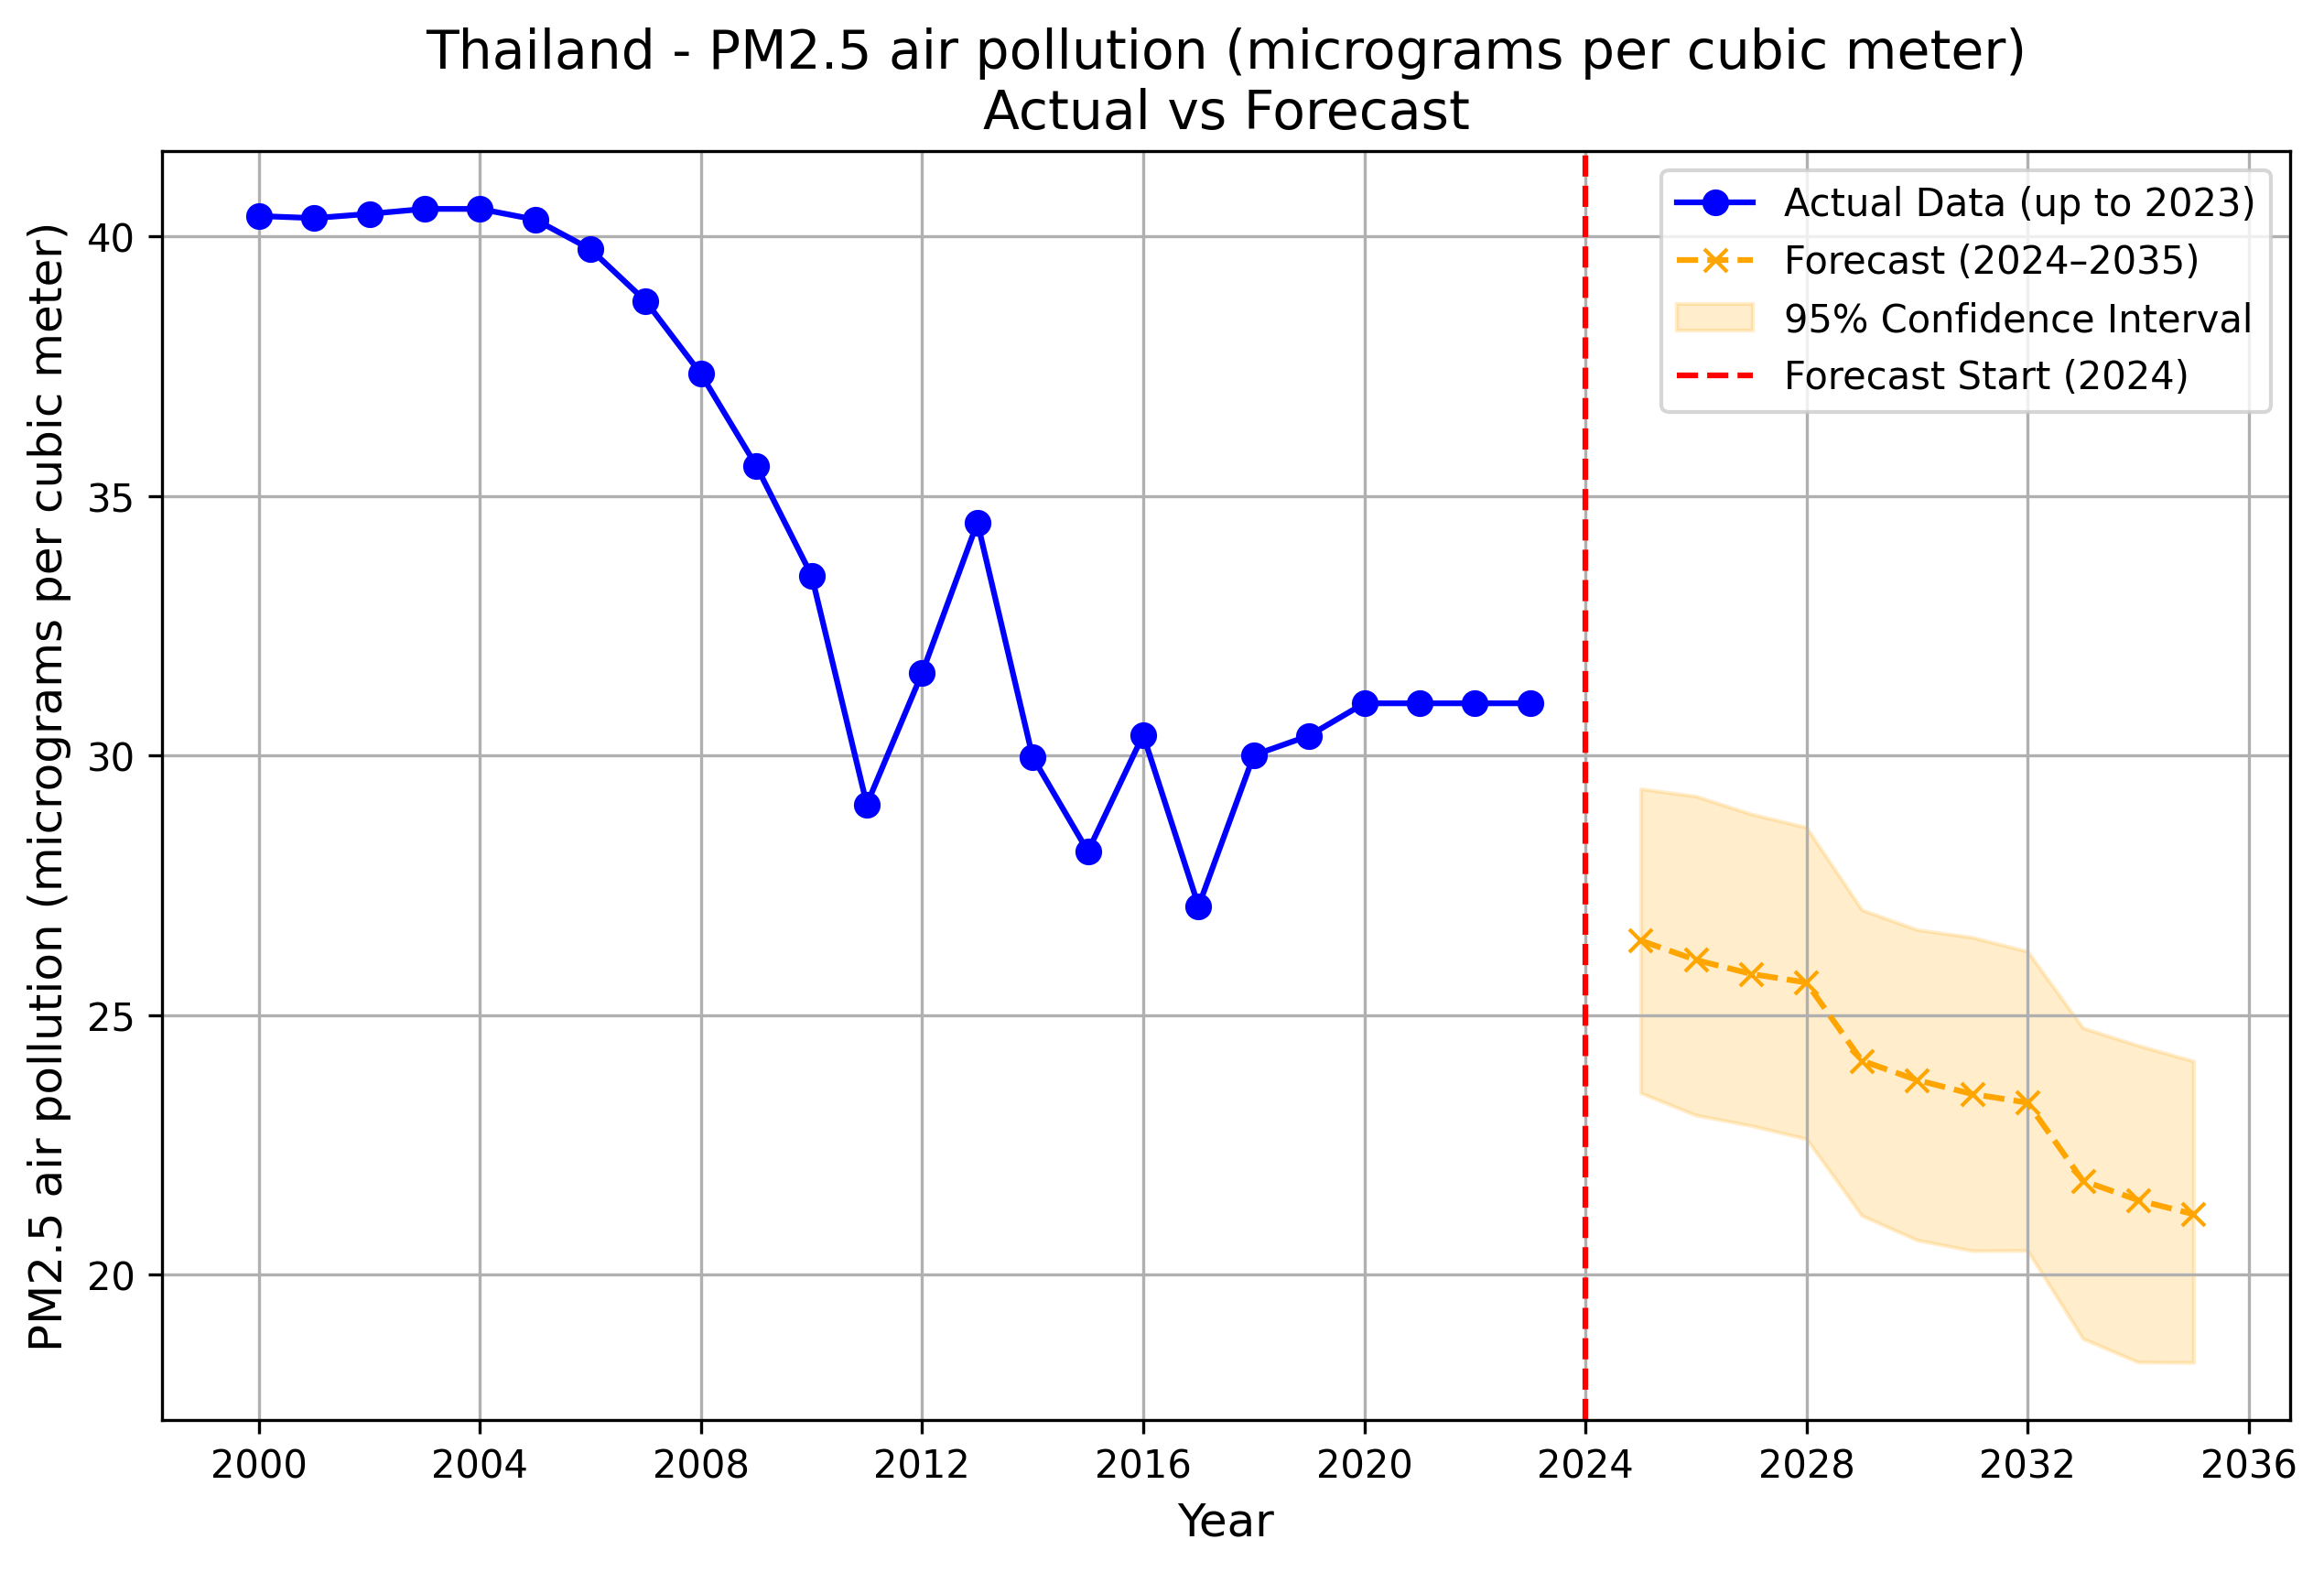 Thailand - PM2.5 air pollution (micrograms per cubic meter)
Actual vs Forecast
PM2.5 air pollution (micrograms per cubic meter)
40
35
30
25
20
Actual Data (up to 2023)
Forecast (2024–2035)
95% Confidence Interval
Forecast Start (2024)
2000 2004 2008 2012 2016 2020 2024 2028 2032 2036
Year